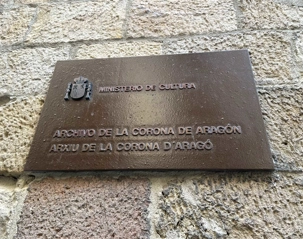 MINISTERIO DE CULTURA
ARCHIVO DE LA CORONA DE ARAGÓN
ARXIU DE LA CORONA D'ARAGÓ